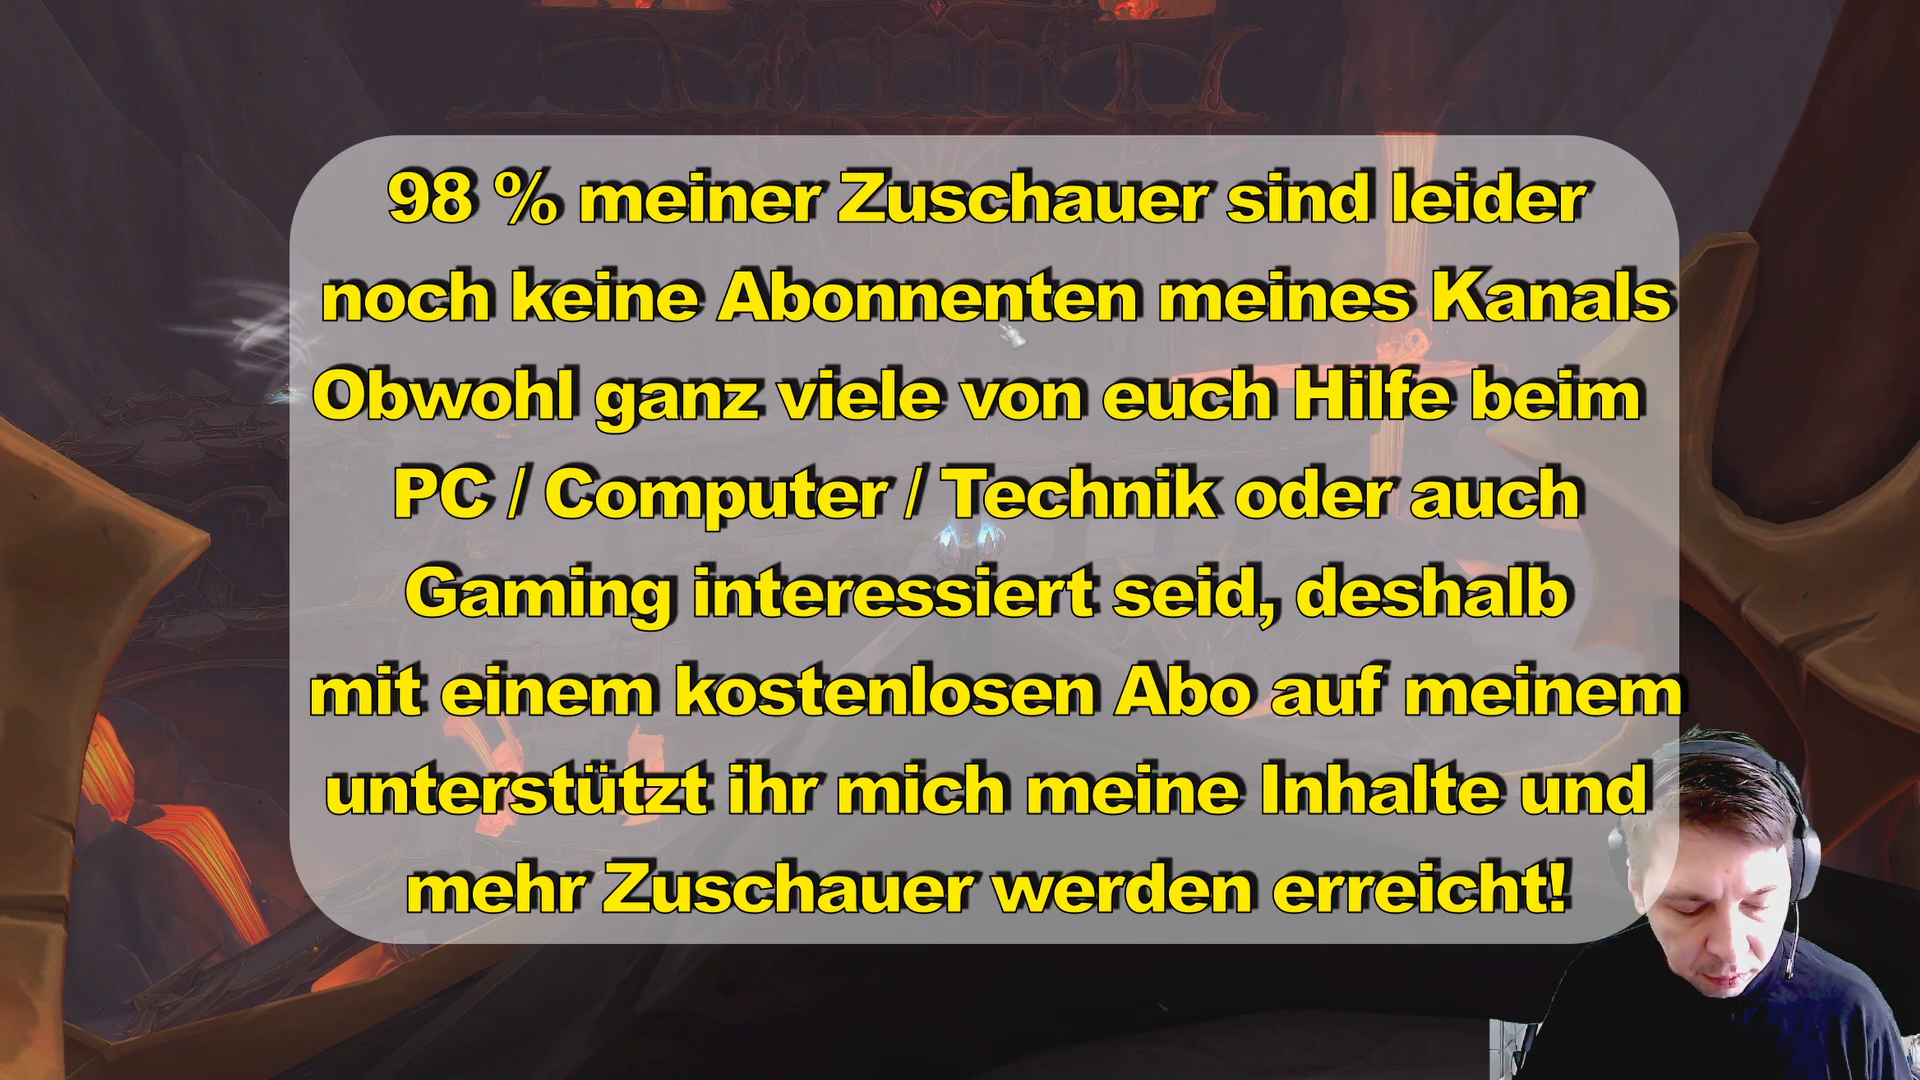 98 % meiner Zuschauer sind leider
noch keine Abonnenten meines Kanals
Obwohl ganz viele von euch Hilfe beim
PC / Computer / Technik oder auch
Gaming interessiert seid, deshalb
mit einem kostenlosen Abo auf meinem
unterstützt ihr mich meine Inhalte und
mehr Zuschauer werden erreicht!